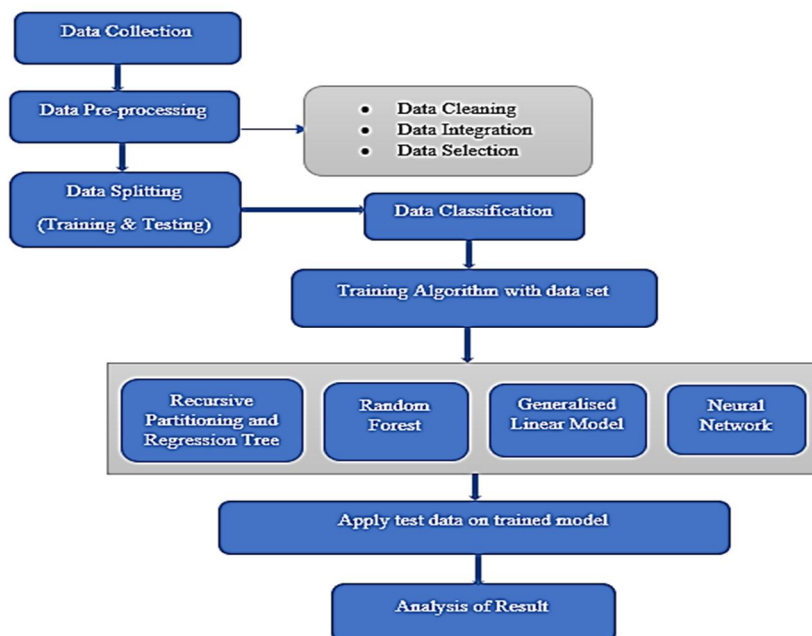 Data Collection
Data Pre-processing
• Data Cleaning
• Data Integration
• Data Selection
Data Splitting
(Training & Testing)
Data Classification
Training Algorithm with data set
Recursive
Partitioning and
Regression Tree
Random
Forest
Generalised
Linear Model
Neural
Network
Apply test data on trained model
Analysis of Result